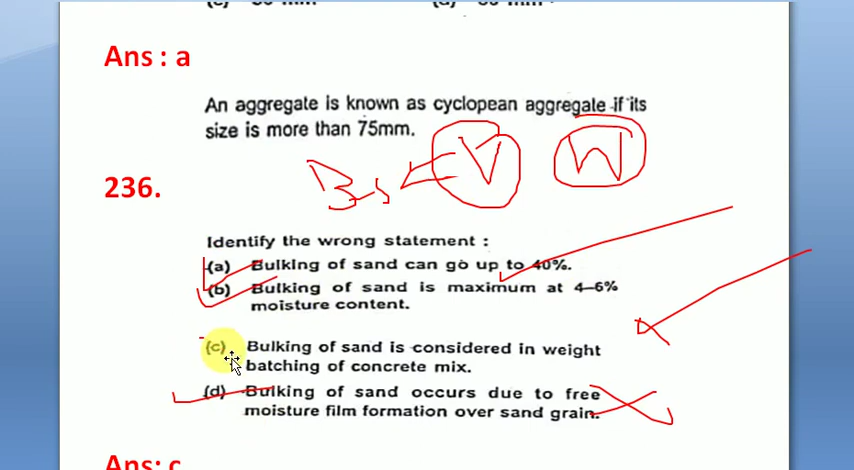 Ans : a
An aggregate is known as cyclopean aggregate if its
size is more than 75mm.
V W
236.
Identify the wrong statement :
(a) Bulking of sand can go up to 40%.
(b) Bulking of sand is maximum at 4–6%
moisture content.
(c) Bulking of sand is considered in weight
batching of concrete mix.
(d) Bulking of sand occurs due to free
moisture film formation over sand grain.
Ans: c